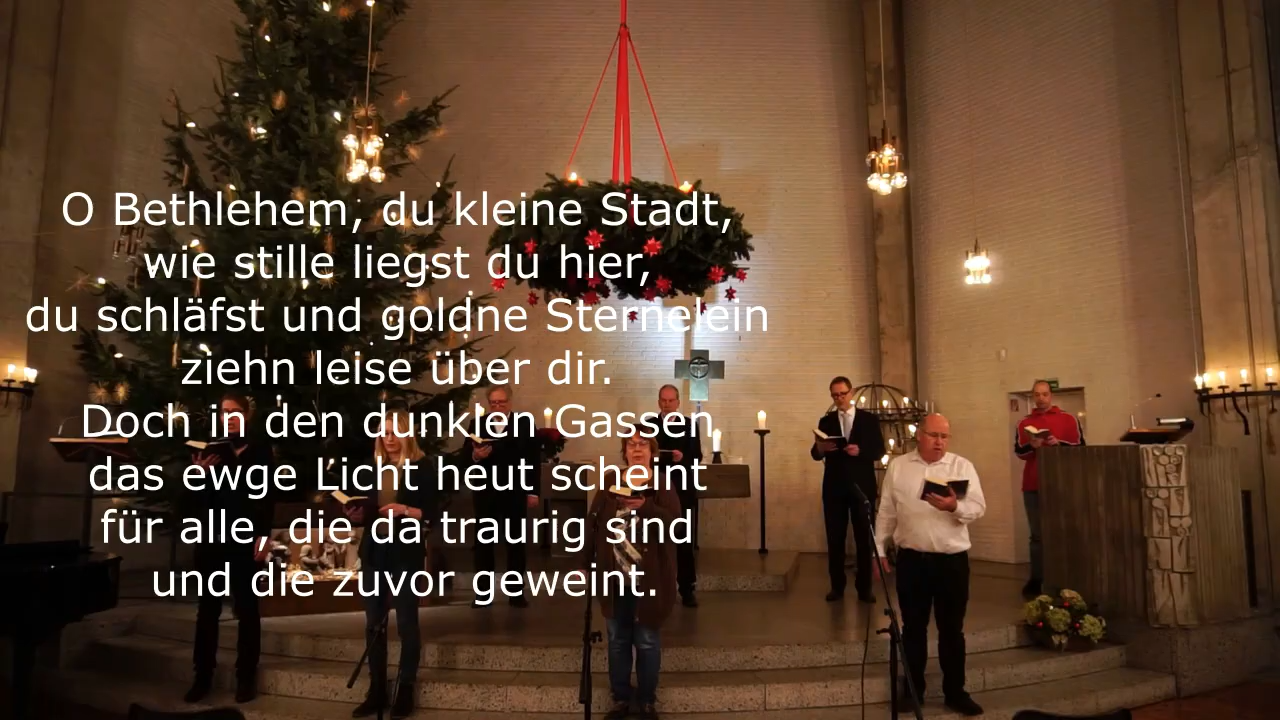 O Bethlehem, du kleine Stadt,
wie stille liegst du hier,
du schläfst und goldne Sternelein
ziehn leise über dir.
Doch in den dunklen Gassen
das ewge Licht heut scheint
für alle, die da traurig sind
und die zuvor geweint.